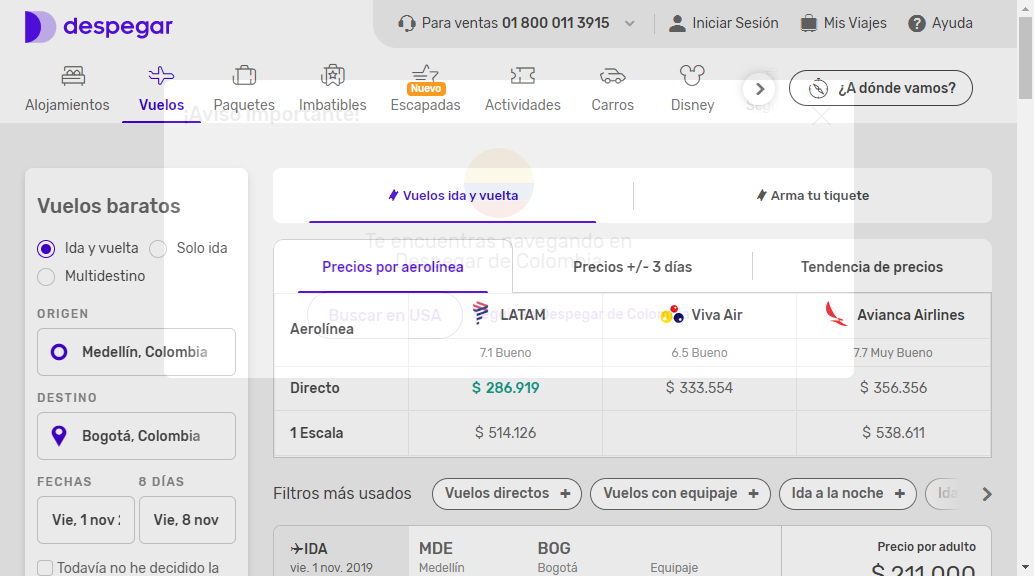 despegar
Para ventas 01 800 011 3915
Iniciar Sesión
Mis Viajes
Ayuda
Alojamientos
Vuelos
Paquetes
Imbatibles
Nuevo
Escapadas
Actividades
Carros
Disney
¿A dónde vamos?
¡Aviso importante!
Te encuentras navegando en
Despegar de Colombia
Buscar en USA
Vuelos baratos
Ida y vuelta
Solo ida
Multidestino
ORIGEN
Medellín, Colombia
DESTINO
Bogotá, Colombia
FECHAS
8 DÍAS
Vie, 1 nov
Vie, 8 nov
Todavía no he decidido la
Vuelos ida y vuelta
Arma tu tiquete
Precios por aerolínea
Precios +/- 3 días
Tendencia de precios
Aerolínea
LATAM
Viva Air
Avianca Airlines
7.1 Bueno
6.5 Bueno
7.7 Muy Bueno
Directo
$ 286.919
$ 333.554
$ 356.356
1 Escala
$ 514.126
$ 538.611
Filtros más usados
Vuelos directos +
Vuelos con equipaje +
Ida a la noche +
Ida
IDA
MDE
BOG
Precio por adulto
vie. 1 nov. 2019
Medellín
Bogotá
Equipaje
$ 211.000